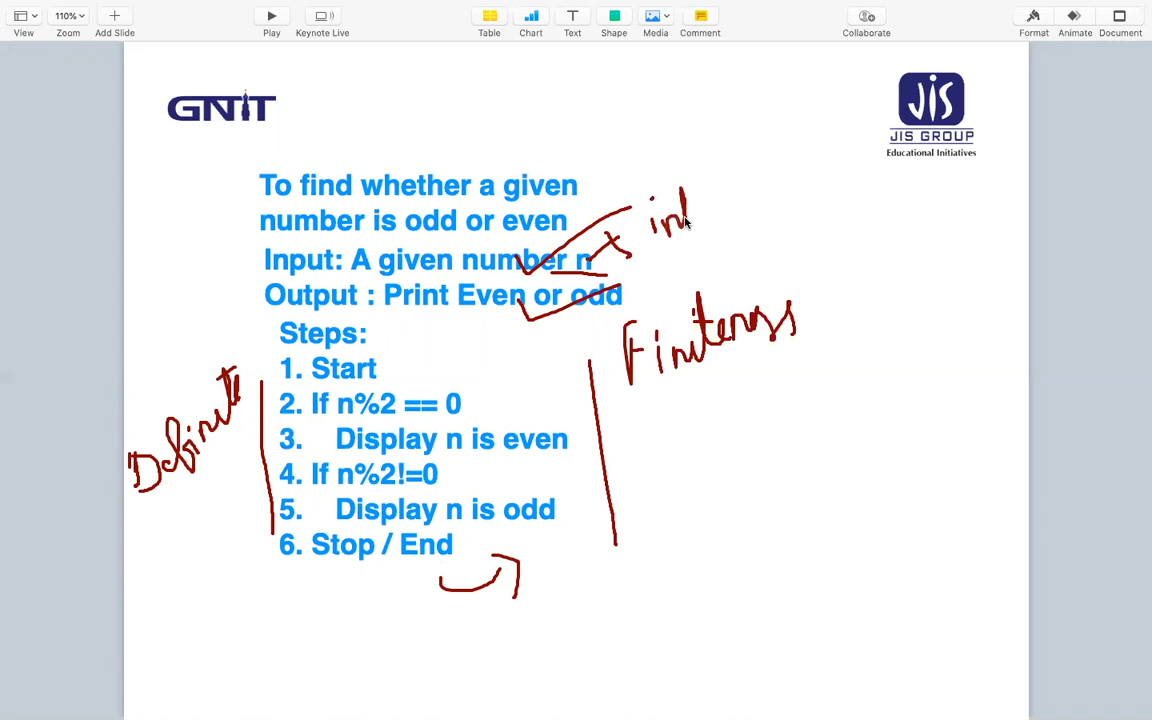 View
110%
Zoom
Add Slide
Play
Keynote Live
Table
Chart
Text
Shape
Media
Comment
Collaborate
Format
Animate
Document
GNIT
JIS
JIS GROUP
Educational Initiatives
To find whether a given
number is odd or even
int
Input: A given number n
Output : Print Even or odd
Finiteness
Steps:
1. Start
2. If n%2 == 0
Definite
3. Display n is even
4. If n%2!=0
5. Display n is odd
6. Stop / End